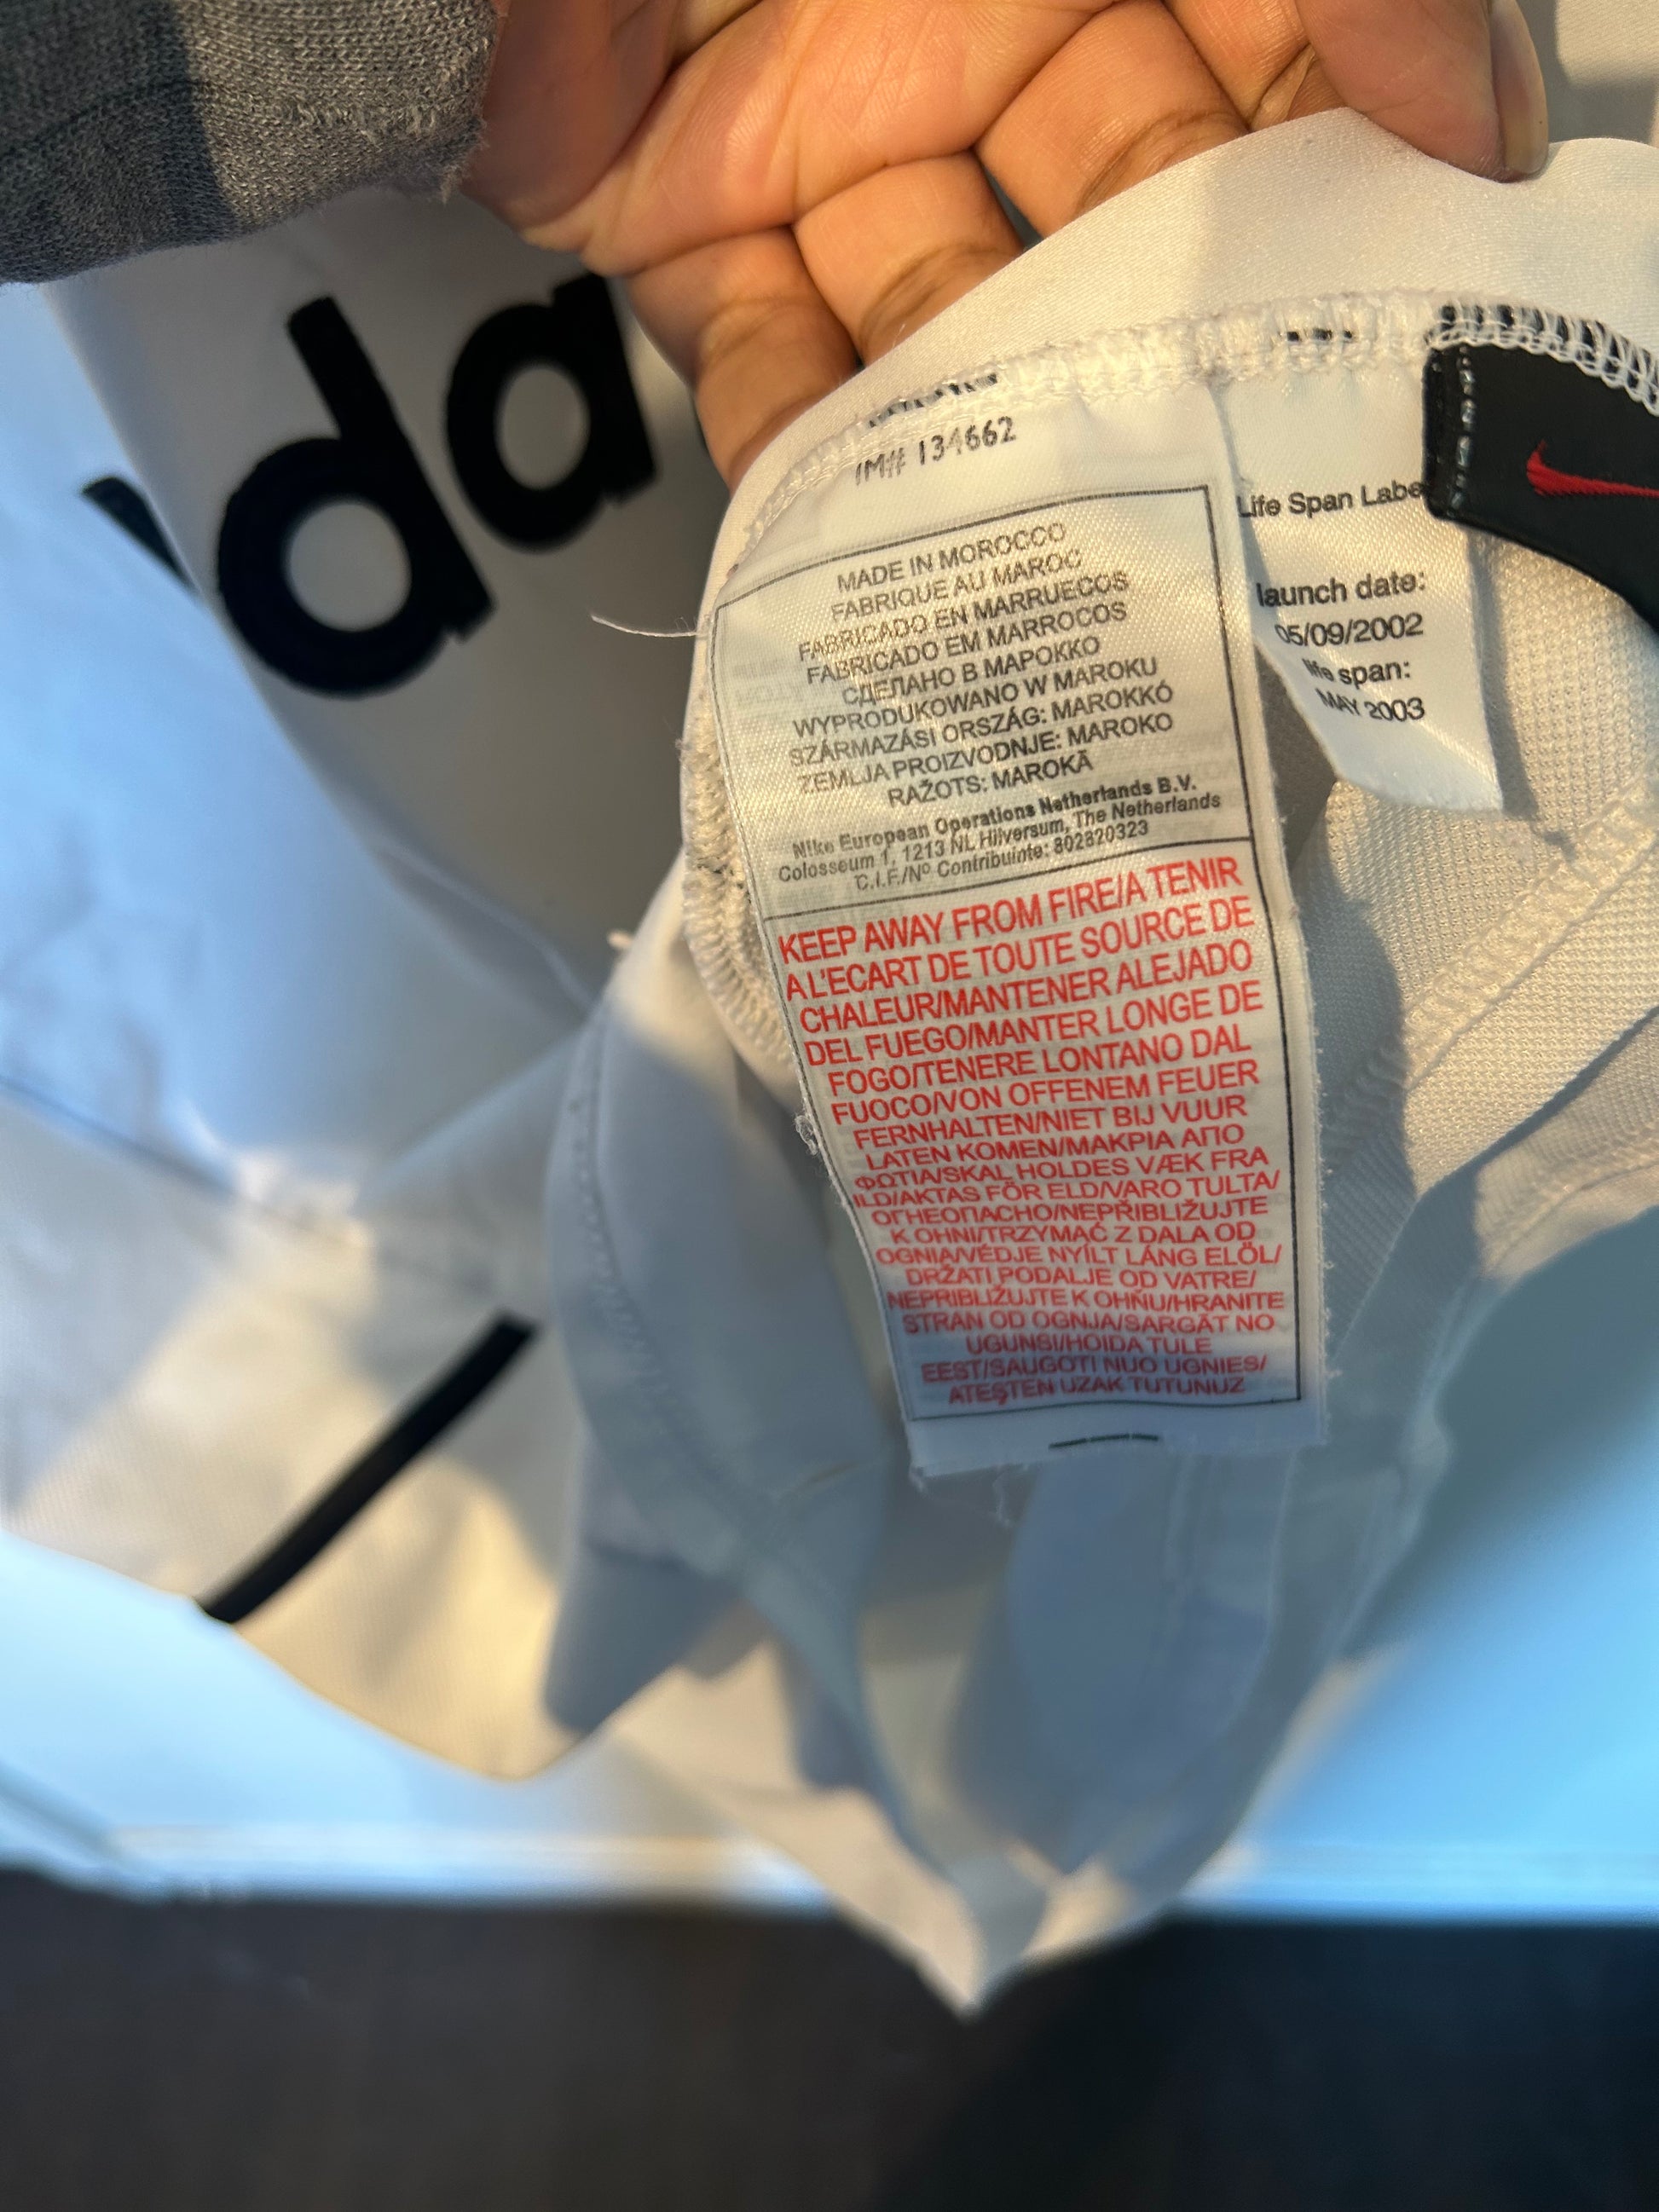 da
IM# 134662
MADE IN MOROCCO
FABRIQUE AU MAROC
FABRICADO EN MARRUECOS
FABRICADO EM MARROCOS
СДЕЛАНО В МАРОККО
WYPRODUKOWANO W MAROKU
SZÁRMAZÁSI ORSZÁG: MAROKKÓ
ZEMLJA PROIZVODNJE: MAROKO
RAŽOTS: MAROKĀ
Nike European Operations Netherlands B.V.
Colosseum 1, 1213 NL Hilversum, The Netherlands
C.I.F./Nº Contribuinte: 802820323
KEEP AWAY FROM FIRE/A TENIR
A L'ECART DE TOUTE SOURCE DE
CHALEUR/MANTENER ALEJADO
DEL FUEGO/MANTER LONGE DE
FOGO/TENERE LONTANO DAL
FUOCO/VON OFFENEM FEUER
FERNHALTEN/NIET BIJ VUUR
LATEN KOMEN/ΜΑΚΡΙΑ ΑΠΟ
ΦΩΤΙΑ/SKAL HOLDES VÆK FRA
ILD/AKTAS FÖR ELD/VARO TULTA/
ОГНЕОПАСНО/NEPŘIBLIŽUJTE
K OHNI/TRZYMAĆ Z DALA OD
OGNIA/VÉDJE NYÍLT LÁNG ELÖL/
DRŽATI PODALJE OD VATRE/
NEPRIBLIŽUJTE K OHŇU/HRANITE
STRAN OD OGNJA/SARGĀT NO
UGUNSI/HOIDA TULE
EEST/SAUGOTI NUO UGNIES/
ATEŞTEN UZAK TUTUNUZ
Life Span Labe
launch date:
05/09/2002
life span:
MAY 2003